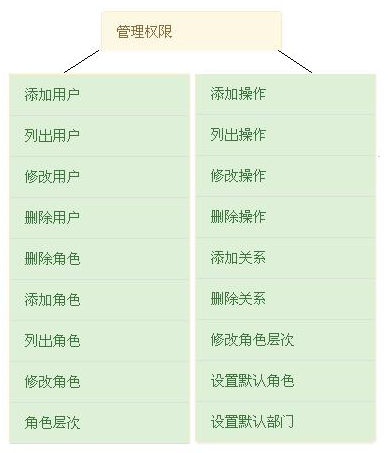 管理权限
添加用户
列出用户
修改用户
删除用户
删除角色
添加角色
列出角色
修改角色
角色层次
添加操作
列出操作
修改操作
删除操作
添加关系
删除关系
修改角色层次
设置默认角色
设置默认部门